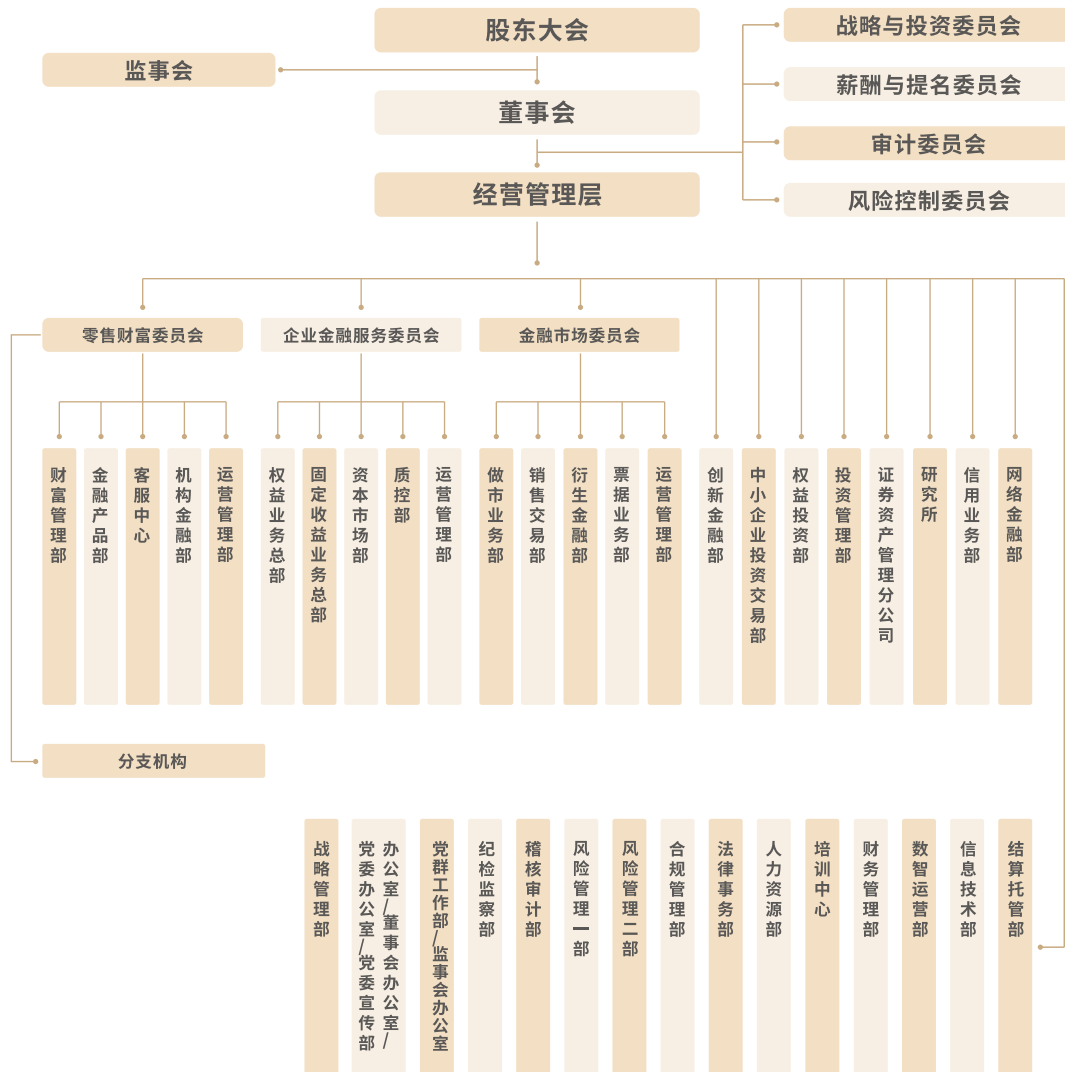 股东大会
战略与投资委员会
监事会
薪酬与提名委员会
董事会
审计委员会
经营管理层
风险控制委员会
零售财富委员会
企业金融服务委员会
金融市场委员会
财富管理部
金融产品部
客服中心
机构金融部
运营管理部
权益业务总部
固定收益业务总部
资本市场部
质控部
运营管理部
做市业务部
销售交易部
衍生金融部
票据业务部
运营管理部
创新金融部
中小企业投资交易部
权益投资部
投资管理部
证券资产管理分公司
研究所
信用业务部
网络金融部
分支机构
战略管理部
办公室/董事会办公室/
党委办公室/党委宣传部
党群工作部/监事会办公室
纪检监察部
稽核审计部
风险管理一部
风险管理二部
合规管理部
法律事务部
人力资源部
培训中心
财务管理部
数智运营部
信息技术部
结算托管部